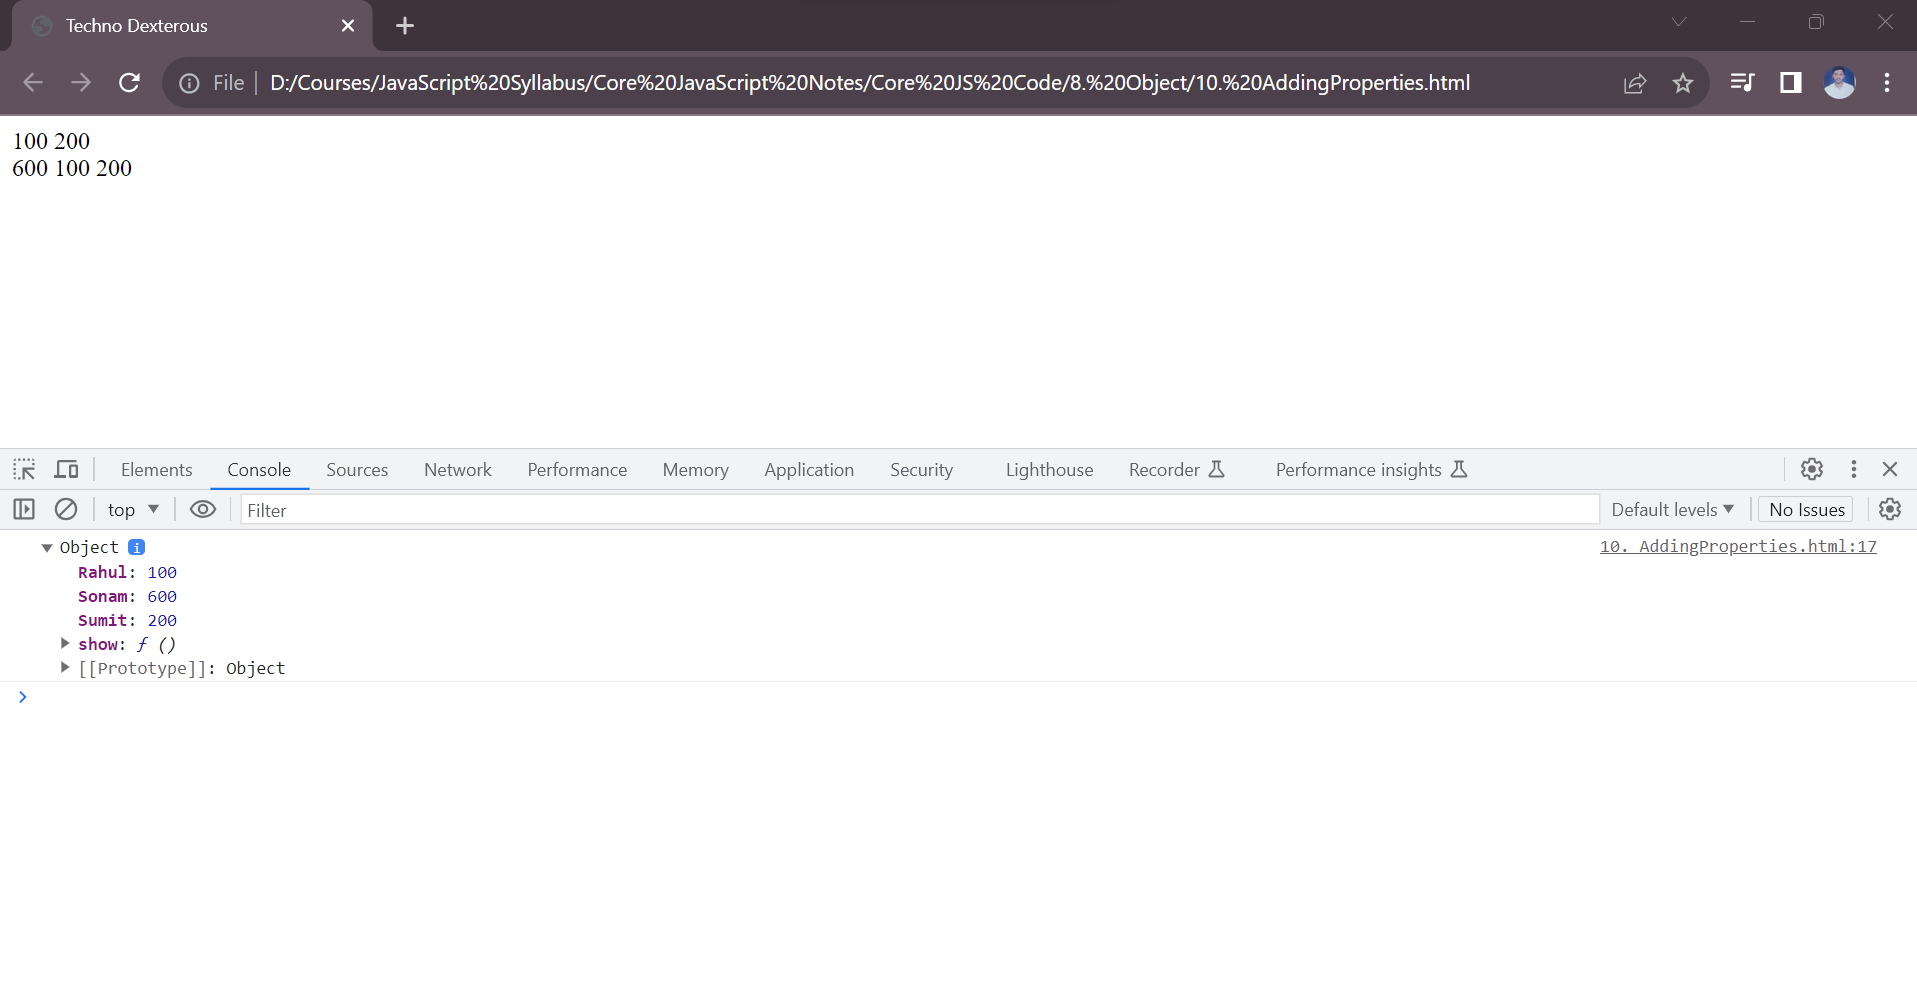 Techno Dexterous
File D:/Courses/JavaScript%20Syllabus/Core%20JavaScript%20Notes/Core%20JS%20Code/8.%20Object/10.%20AddingProperties.html
100 200
600 100 200
Elements Console Sources Network Performance Memory Application Security Lighthouse Recorder Performance insights
top Filter Default levels No Issues
Object i 10. AddingProperties.html:17
Rahul: 100
Sonam: 600
Sumit: 200
show: ƒ ()
[[Prototype]]: Object